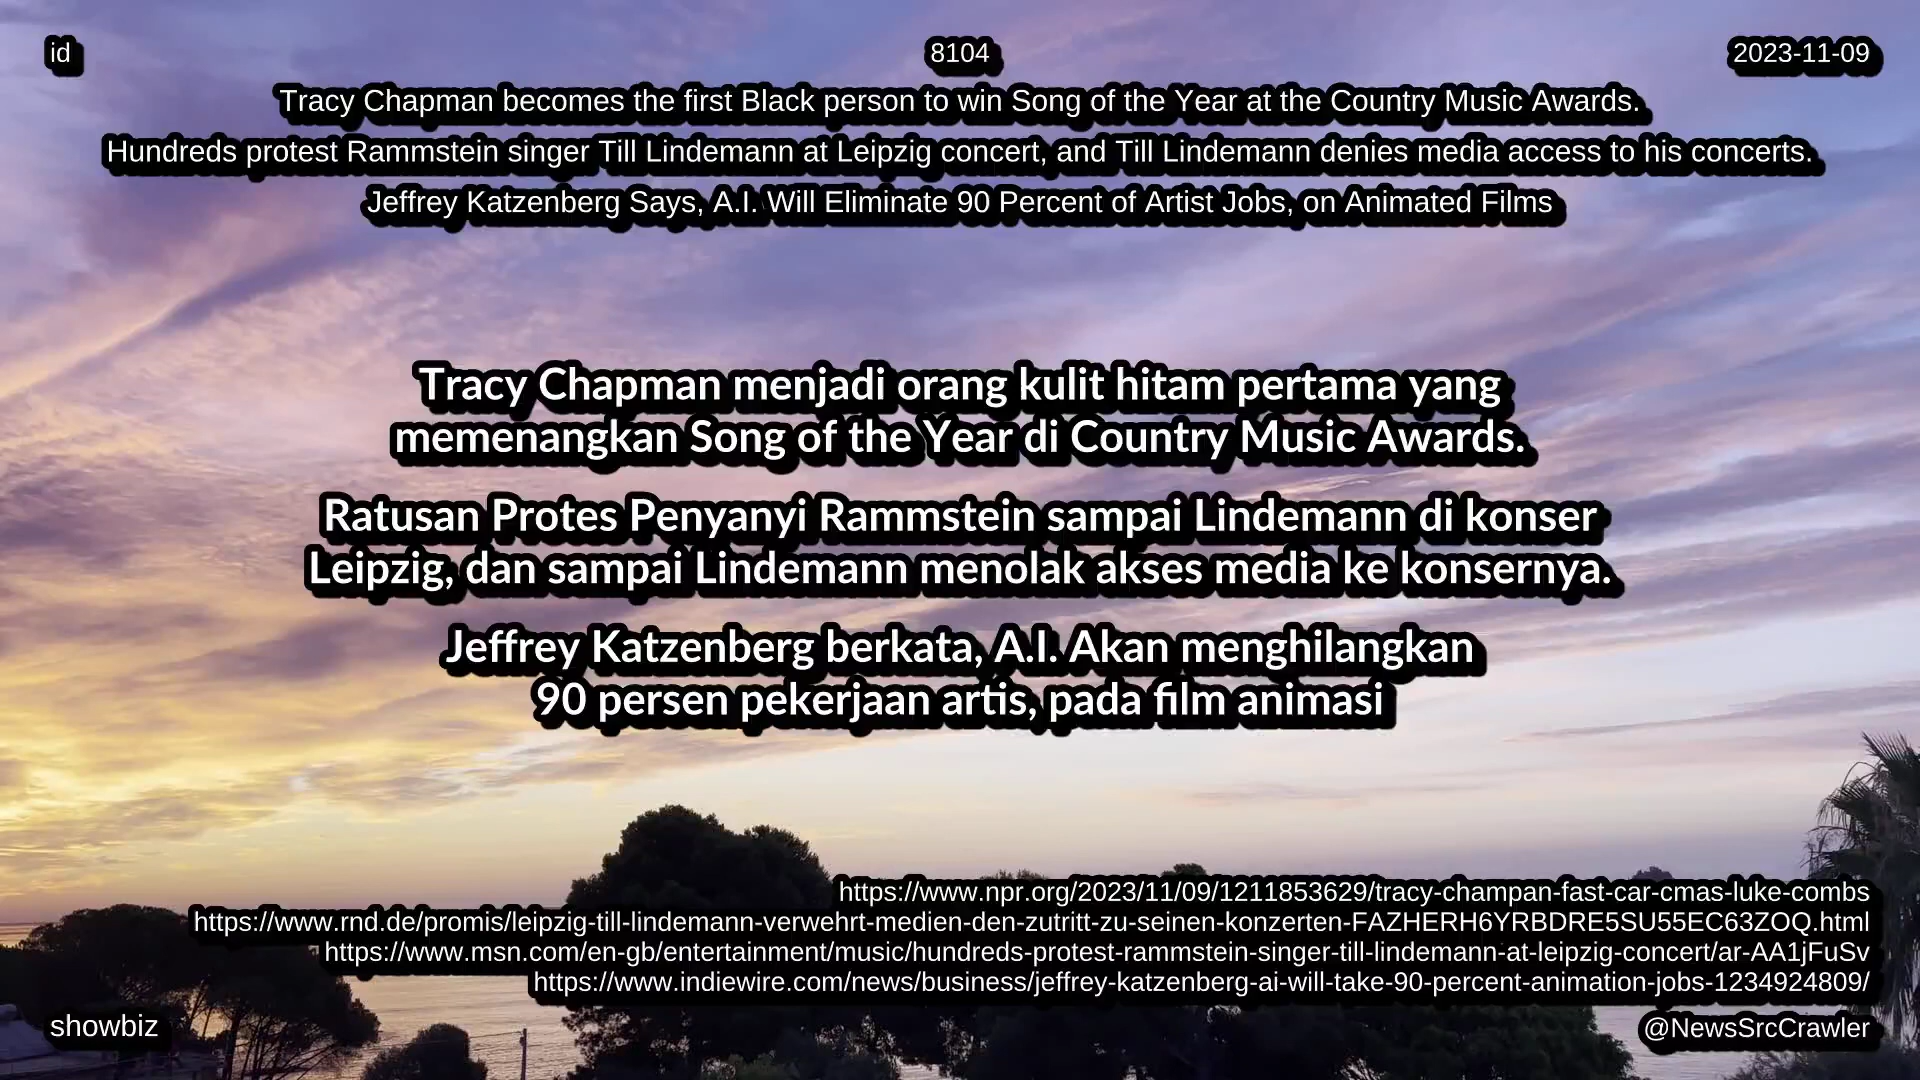 id
8104
2023-11-09
Tracy Chapman becomes the first Black person to win Song of the Year at the Country Music Awards.
Hundreds protest Rammstein singer Till Lindemann at Leipzig concert, and Till Lindemann denies media access to his concerts.
Jeffrey Katzenberg Says, A.I. Will Eliminate 90 Percent of Artist Jobs, on Animated Films
Tracy Chapman menjadi orang kulit hitam pertama yang
memenangkan Song of the Year di Country Music Awards.
Ratusan Protes Penyanyi Rammstein sampai Lindemann di konser
Leipzig, dan sampai Lindemann menolak akses media ke konsernya.
Jeffrey Katzenberg berkata, A.I. Akan menghilangkan
90 persen pekerjaan artis, pada film animasi
https://www.npr.org/2023/11/09/1211853629/tracy-champan-fast-car-cmas-luke-combs
https://www.rnd.de/promis/leipzig-till-lindemann-verwehrt-medien-den-zutritt-zu-seinen-konzerten-FAZHERH6YRBDRE5SU55EC63ZOQ.html
https://www.msn.com/en-gb/entertainment/music/hundreds-protest-rammstein-singer-till-lindemann-at-leipzig-concert/ar-AA1jFuSv
https://www.indiewire.com/news/business/jeffrey-katzenberg-ai-will-take-90-percent-animation-jobs-1234924809/
showbiz
@NewsSrcCrawler